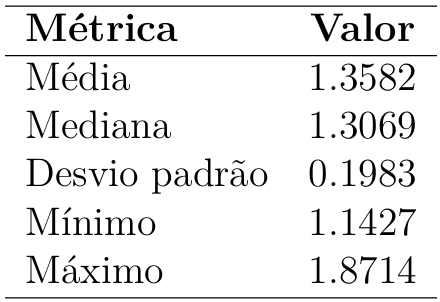 Métrica Valor
Média 1.3582
Mediana 1.3069
Desvio padrão 0.1983
Mínimo 1.1427
Máximo 1.8714